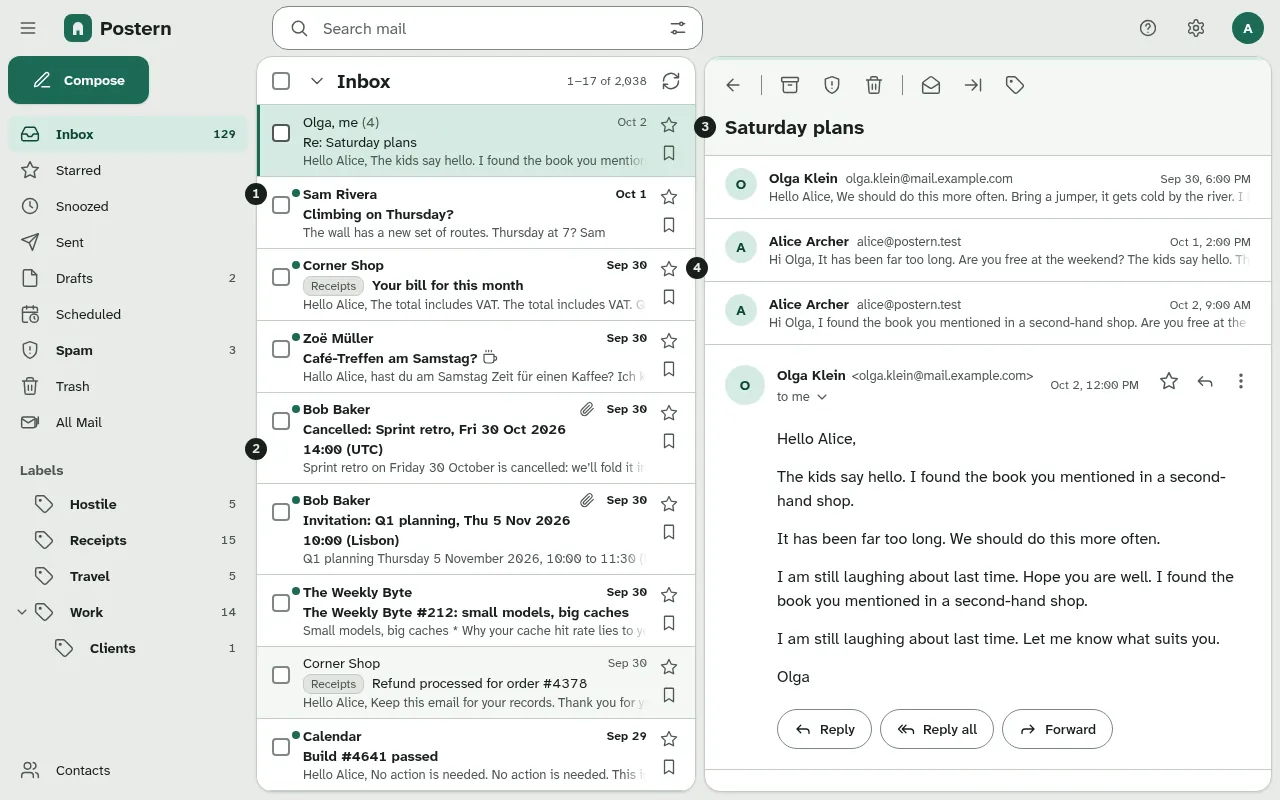 Postern
Search mail
A
Compose
Inbox 129
Starred
Snoozed
Sent
Drafts 2
Scheduled
Spam 3
Trash
All Mail
Labels
Hostile 5
Receipts 15
Travel 5
Work 14
Clients 1
Contacts
Inbox 1–17 of 2,038
Olga, me (4) Oct 2
Re: Saturday plans
Hello Alice, The kids say hello. I found the book you mention
1
Sam Rivera Oct 1
Climbing on Thursday?
The wall has a new set of routes. Thursday at 7? Sam
Corner Shop Sep 30
Receipts Your bill for this month
Hello Alice, The total includes VAT. The total includes VAT. G
Zoë Müller Sep 30
Café-Treffen am Samstag?
Hallo Alice, hast du am Samstag Zeit für einen Kaffee? Ich k
2
Bob Baker Sep 30
Cancelled: Sprint retro, Fri 30 Oct 2026
14:00 (UTC)
Sprint retro on Friday 30 October is cancelled: we'll fold it in
Bob Baker Sep 30
Invitation: Q1 planning, Thu 5 Nov 2026
10:00 (Lisbon)
Q1 planning Thursday 5 November 2026, 10:00 to 11:30 (
The Weekly Byte Sep 30
The Weekly Byte #212: small models, big caches
Small models, big caches * Why your cache hit rate lies to y
Corner Shop Sep 30
Receipts Refund processed for order #4378
Hello Alice, Keep this email for your records. Thank you for y
Calendar Sep 29
Build #4641 passed
Hello Alice, No action is needed. No action is needed. This i
3
Saturday plans
4
O Olga Klein olga.klein@mail.example.com Sep 30, 6:00 PM
Hello Alice, We should do this more often. Bring a jumper, it gets cold by the river. I
A Alice Archer alice@postern.test Oct 1, 2:00 PM
Hi Olga, It has been far too long. Are you free at the weekend? The kids say hello. Th
A Alice Archer alice@postern.test Oct 2, 9:00 AM
Hi Olga, I found the book you mentioned in a second-hand shop. Are you free at the
O Olga Klein <olga.klein@mail.example.com> Oct 2, 12:00 PM
to me
Hello Alice,
The kids say hello. I found the book you mentioned in a second-
hand shop.
It has been far too long. We should do this more often.
I am still laughing about last time. Hope you are well. I found the
book you mentioned in a second-hand shop.
I am still laughing about last time. Let me know what suits you.
Olga
Reply
Reply all
Forward